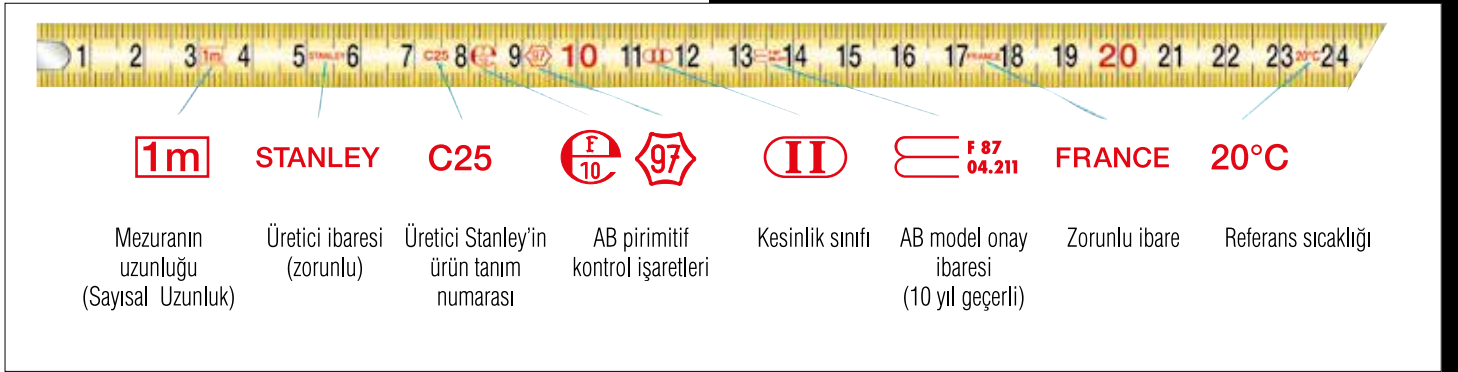 1 2 3 1m 4 5 STANLEY 6 7 C25 8 9 97 10 11 12 13 14 15 16 17 FRANCE 18 19 20 21 22 23 20°C 24
1m STANLEY C25 F 10 97 II F 87 04.211 FRANCE 20°C
Mezuranın
uzunluğu
(Sayısal Uzunluk)
Üretici ibaresi
(zorunlu)
Üretici Stanley'in
ürün tanım
numarası
AB pirimitif
kontrol işaretleri
Kesinlik sınıfı
AB model onay
ibaresi
(10 yıl geçerli)
Zorunlu ibare
Referans sıcaklığı